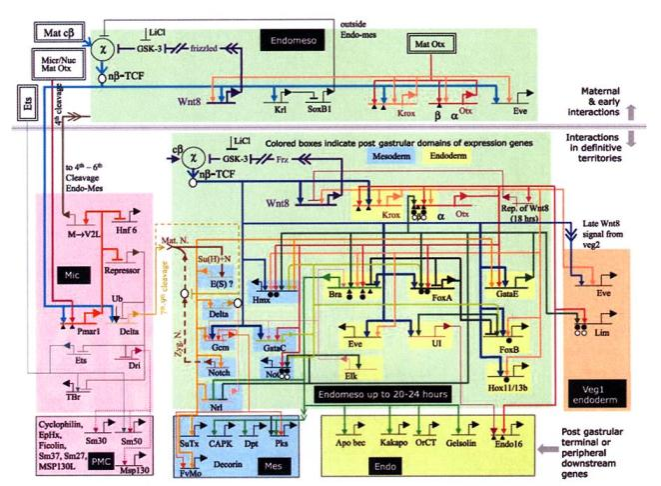 Mat cβ
χ
LiCl
GSK-3
frizzled
nβ-TCF
Endomeso
outside
Endo-mes
Mat Otx
Micr/Nuc
Mat Otx
Ets
4th cleavage
Wnt8
Krl
SoxB1
Krox
β α
Otx
Eve
Maternal
& early
interactions
Interactions
in definitive
territories
cβ
χ
LiCl
GSK-3
Frz
nβ-TCF
Colored boxes indicate post gastrular domains of expression genes
Mesoderm
Endoderm
to 4th – 6th
Cleavage
Endo-Mes
Wnt8
Krox
α
Otx
Rep. of Wnt8
(18 hrs)
Late Wnt8
signal from
veg2
M→V2L
Hnf 6
Repressor
Mic
Ub
Pmar1
Delta
Ets
Dri
TBr
7th, 9th cleavage
Mat. N.
Zyg. N.
Su(H)+N
E(S) ?
Delta
Gcm
Notch
Nrl
Hmx
GataC
Not
Bra
FoxA
GataE
Eve
UI
FoxB
Elk
Hox11/13b
Endomeso up to 20-24 hours
Eve
Lim
Veg1
endoderm
Cyclophilin,
EpHx,
Ficolin,
Sm37, Sm27,
MSP130L
PMC
Sm30
Sm50
Msp130
SuTx
CAPK
Dpt
Pks
FvMo
Decorin
Mes
Apo bec
Kakapo
OrCT
Gelsolin
Endo16
Endo
Post gastrular
terminal or
peripheral
downstream
genes